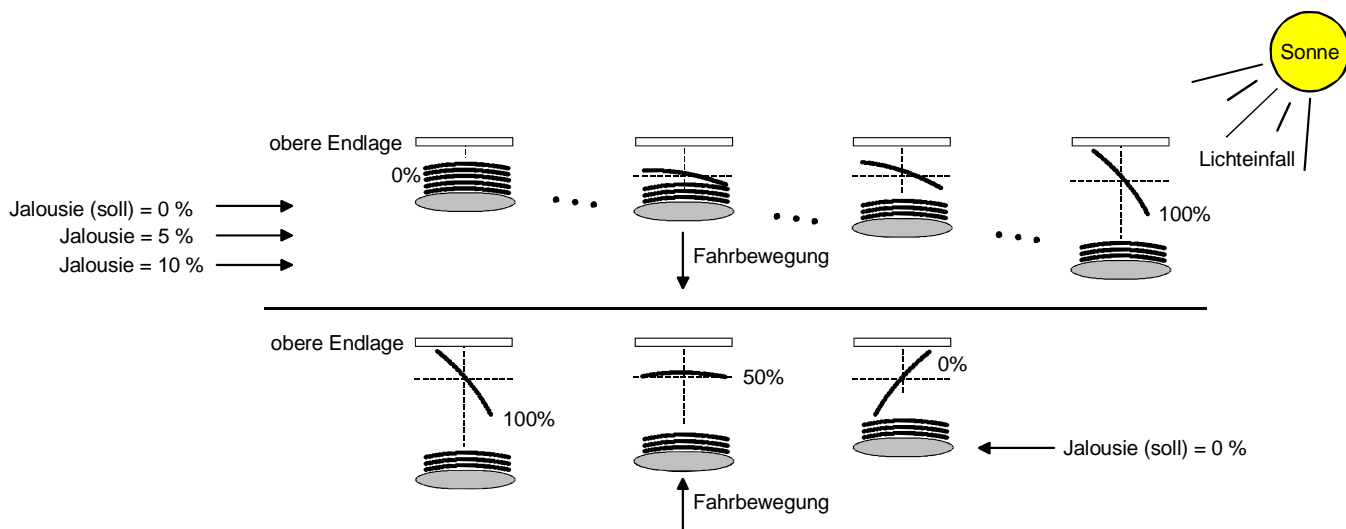 Sonne
obere Endlage
Lichteinfall
0%
100%
Jalousie (soll) = 0 %
Jalousie = 5 %
Jalousie = 10 %
Fahrbewegung
obere Endlage
100%
50%
0%
Jalousie (soll) = 0 %
Fahrbewegung